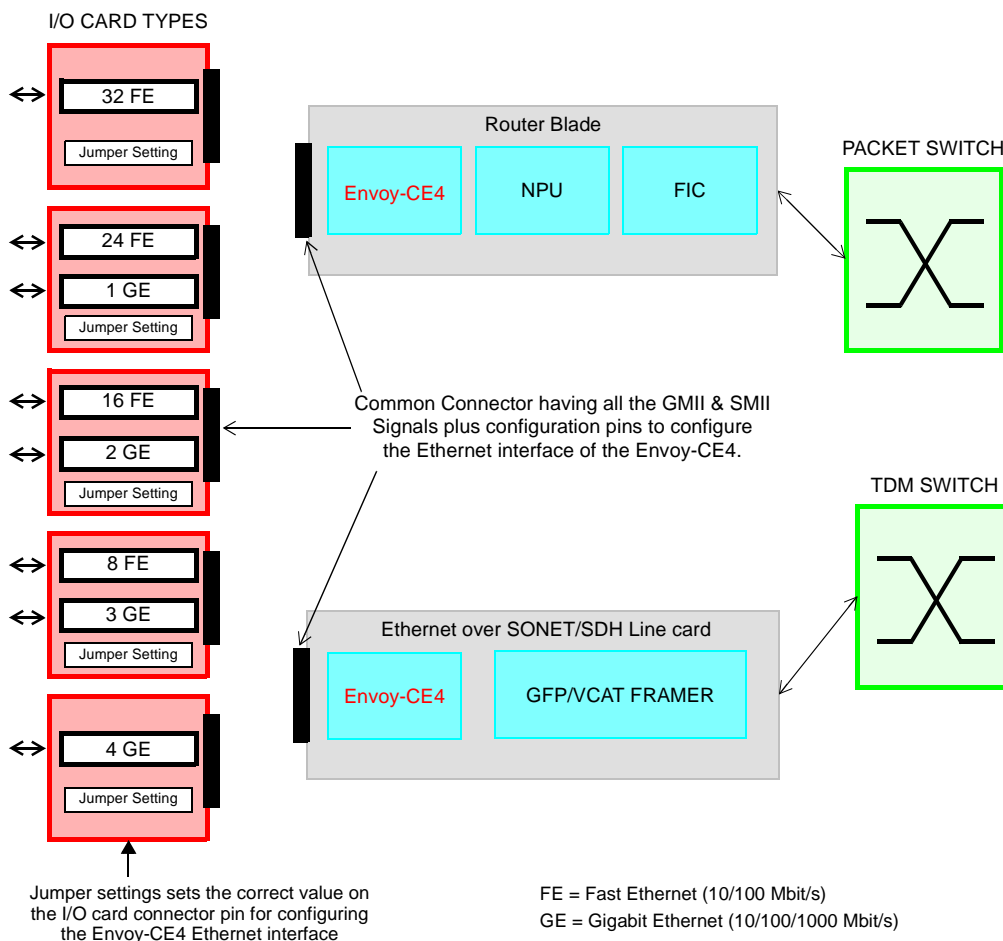 I/O CARD TYPES
32 FE
Jumper Setting
24 FE
1 GE
Jumper Setting
16 FE
2 GE
Jumper Setting
8 FE
3 GE
Jumper Setting
4 GE
Jumper Setting
Jumper settings sets the correct value on
the I/O card connector pin for configuring
the Envoy-CE4 Ethernet interface
Router Blade
Envoy-CE4
NPU
FIC
PACKET SWITCH
Common Connector having all the GMII & SMII
Signals plus configuration pins to configure
the Ethernet interface of the Envoy-CE4.
TDM SWITCH
Ethernet over SONET/SDH Line card
Envoy-CE4
GFP/VCAT FRAMER
FE = Fast Ethernet (10/100 Mbit/s)
GE = Gigabit Ethernet (10/100/1000 Mbit/s)